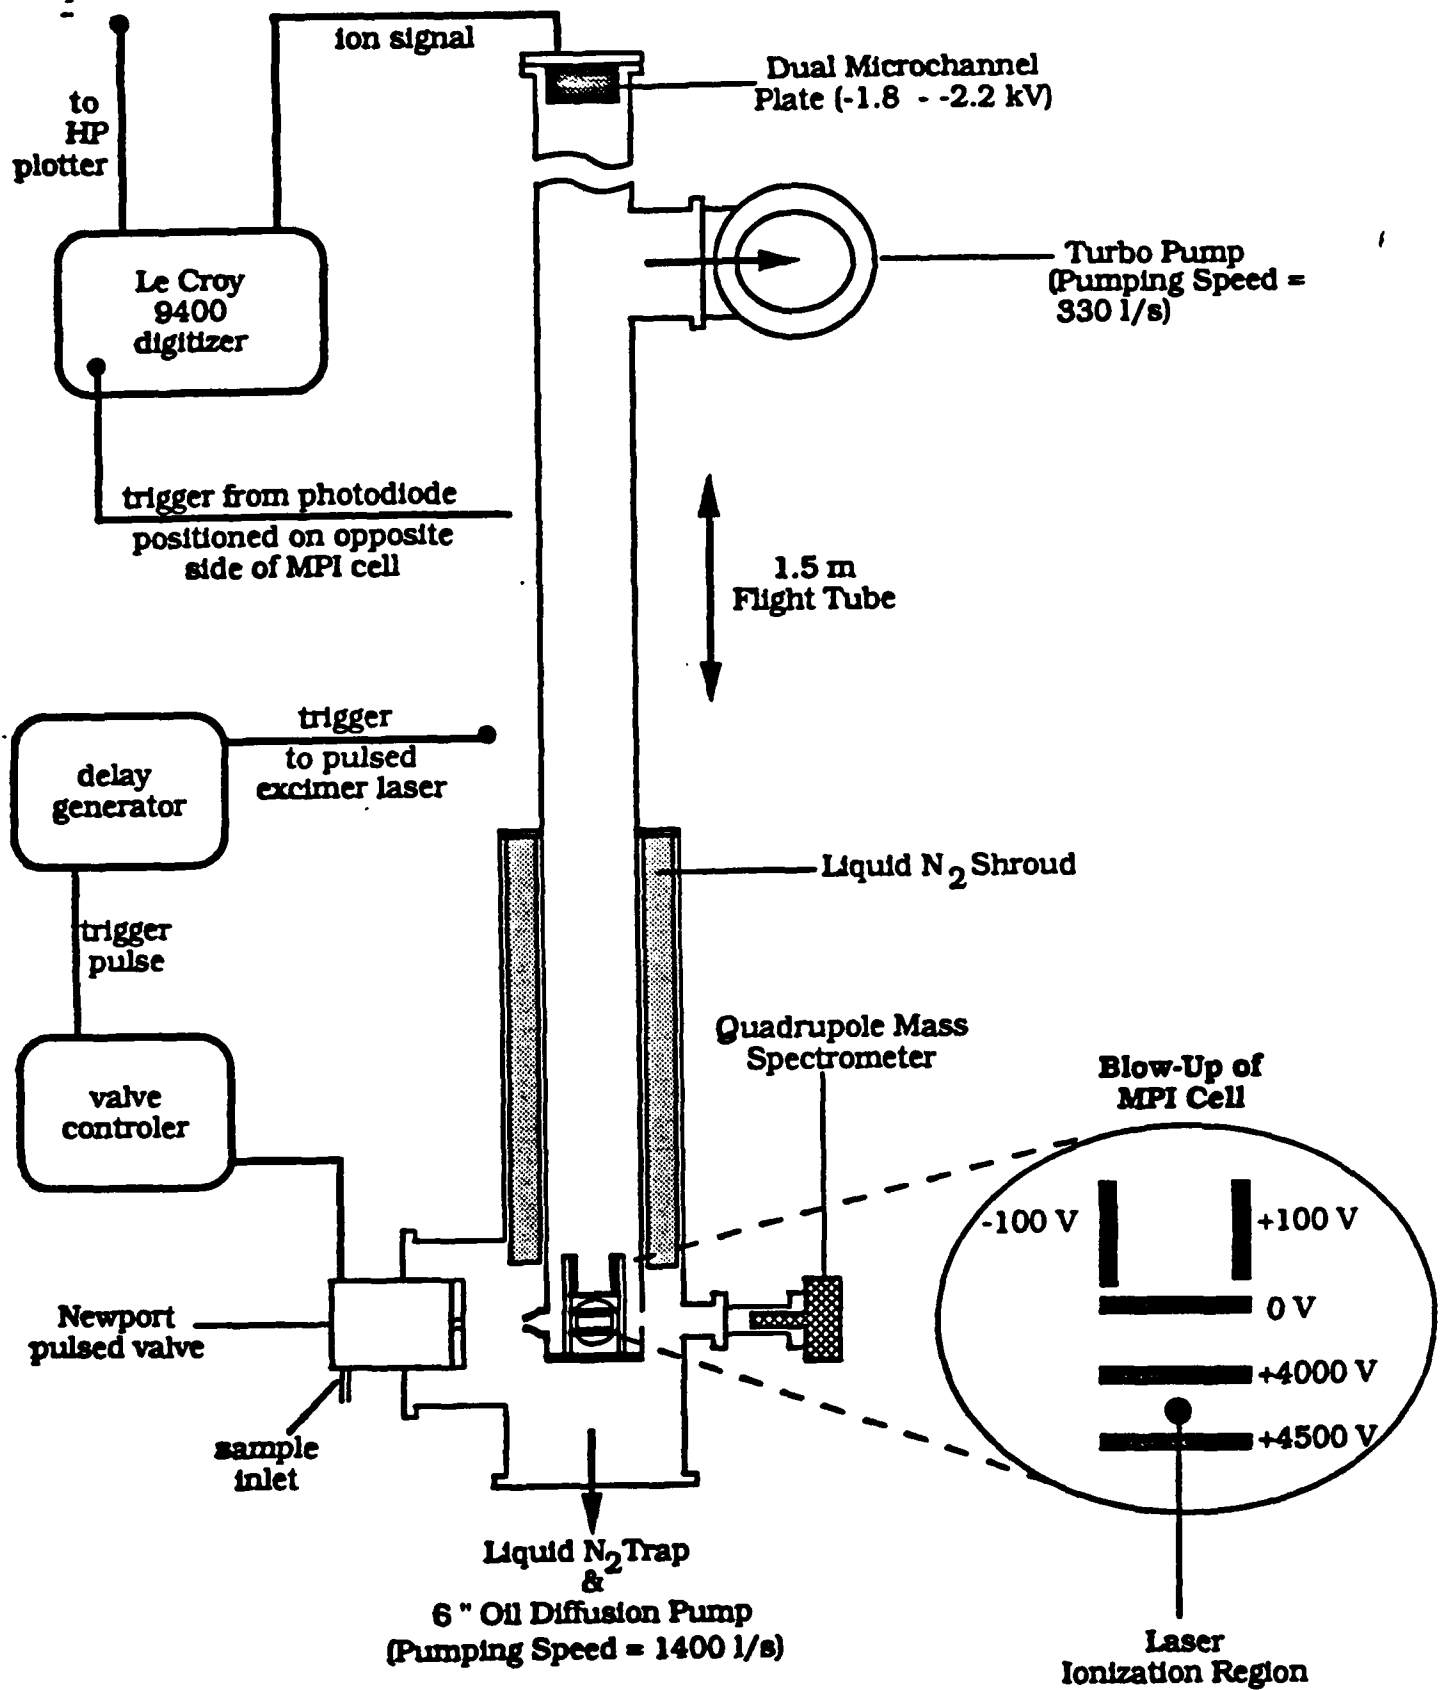 ion signal
to
HP
plotter
Dual Microchannel
Plate (-1.8 - -2.2 kV)
Le Croy
9400
digitizer
Turbo Pump
(Pumping Speed =
330 l/s)
trigger from photodiode
positioned on opposite
side of MPI cell
1.5 m
Flight Tube
trigger
to pulsed
excimer laser
delay
generator
Liquid N2 Shroud
trigger
pulse
valve
controler
Quadrupole Mass
Spectrometer
Blow-Up of
MPI Cell
-100 V
+100 V
0 V
+4000 V
+4500 V
Newport
pulsed valve
sample
inlet
Liquid N2 Trap
&
6 " Oil Diffusion Pump
(Pumping Speed = 1400 l/s)
Laser
Ionization Region